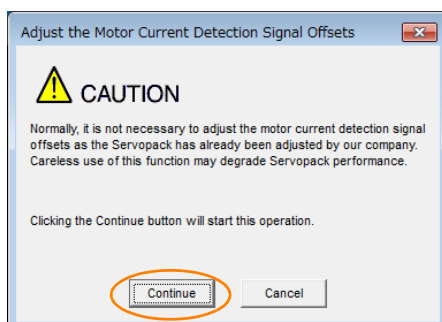 Adjust the Motor Current Detection Signal Offsets
CAUTION
Normally, it is not necessary to adjust the motor current detection signal
offsets as the Servopack has already been adjusted by our company.
Careless use of this function may degrade Servopack performance.
Clicking the Continue button will start this operation.
Continue Cancel